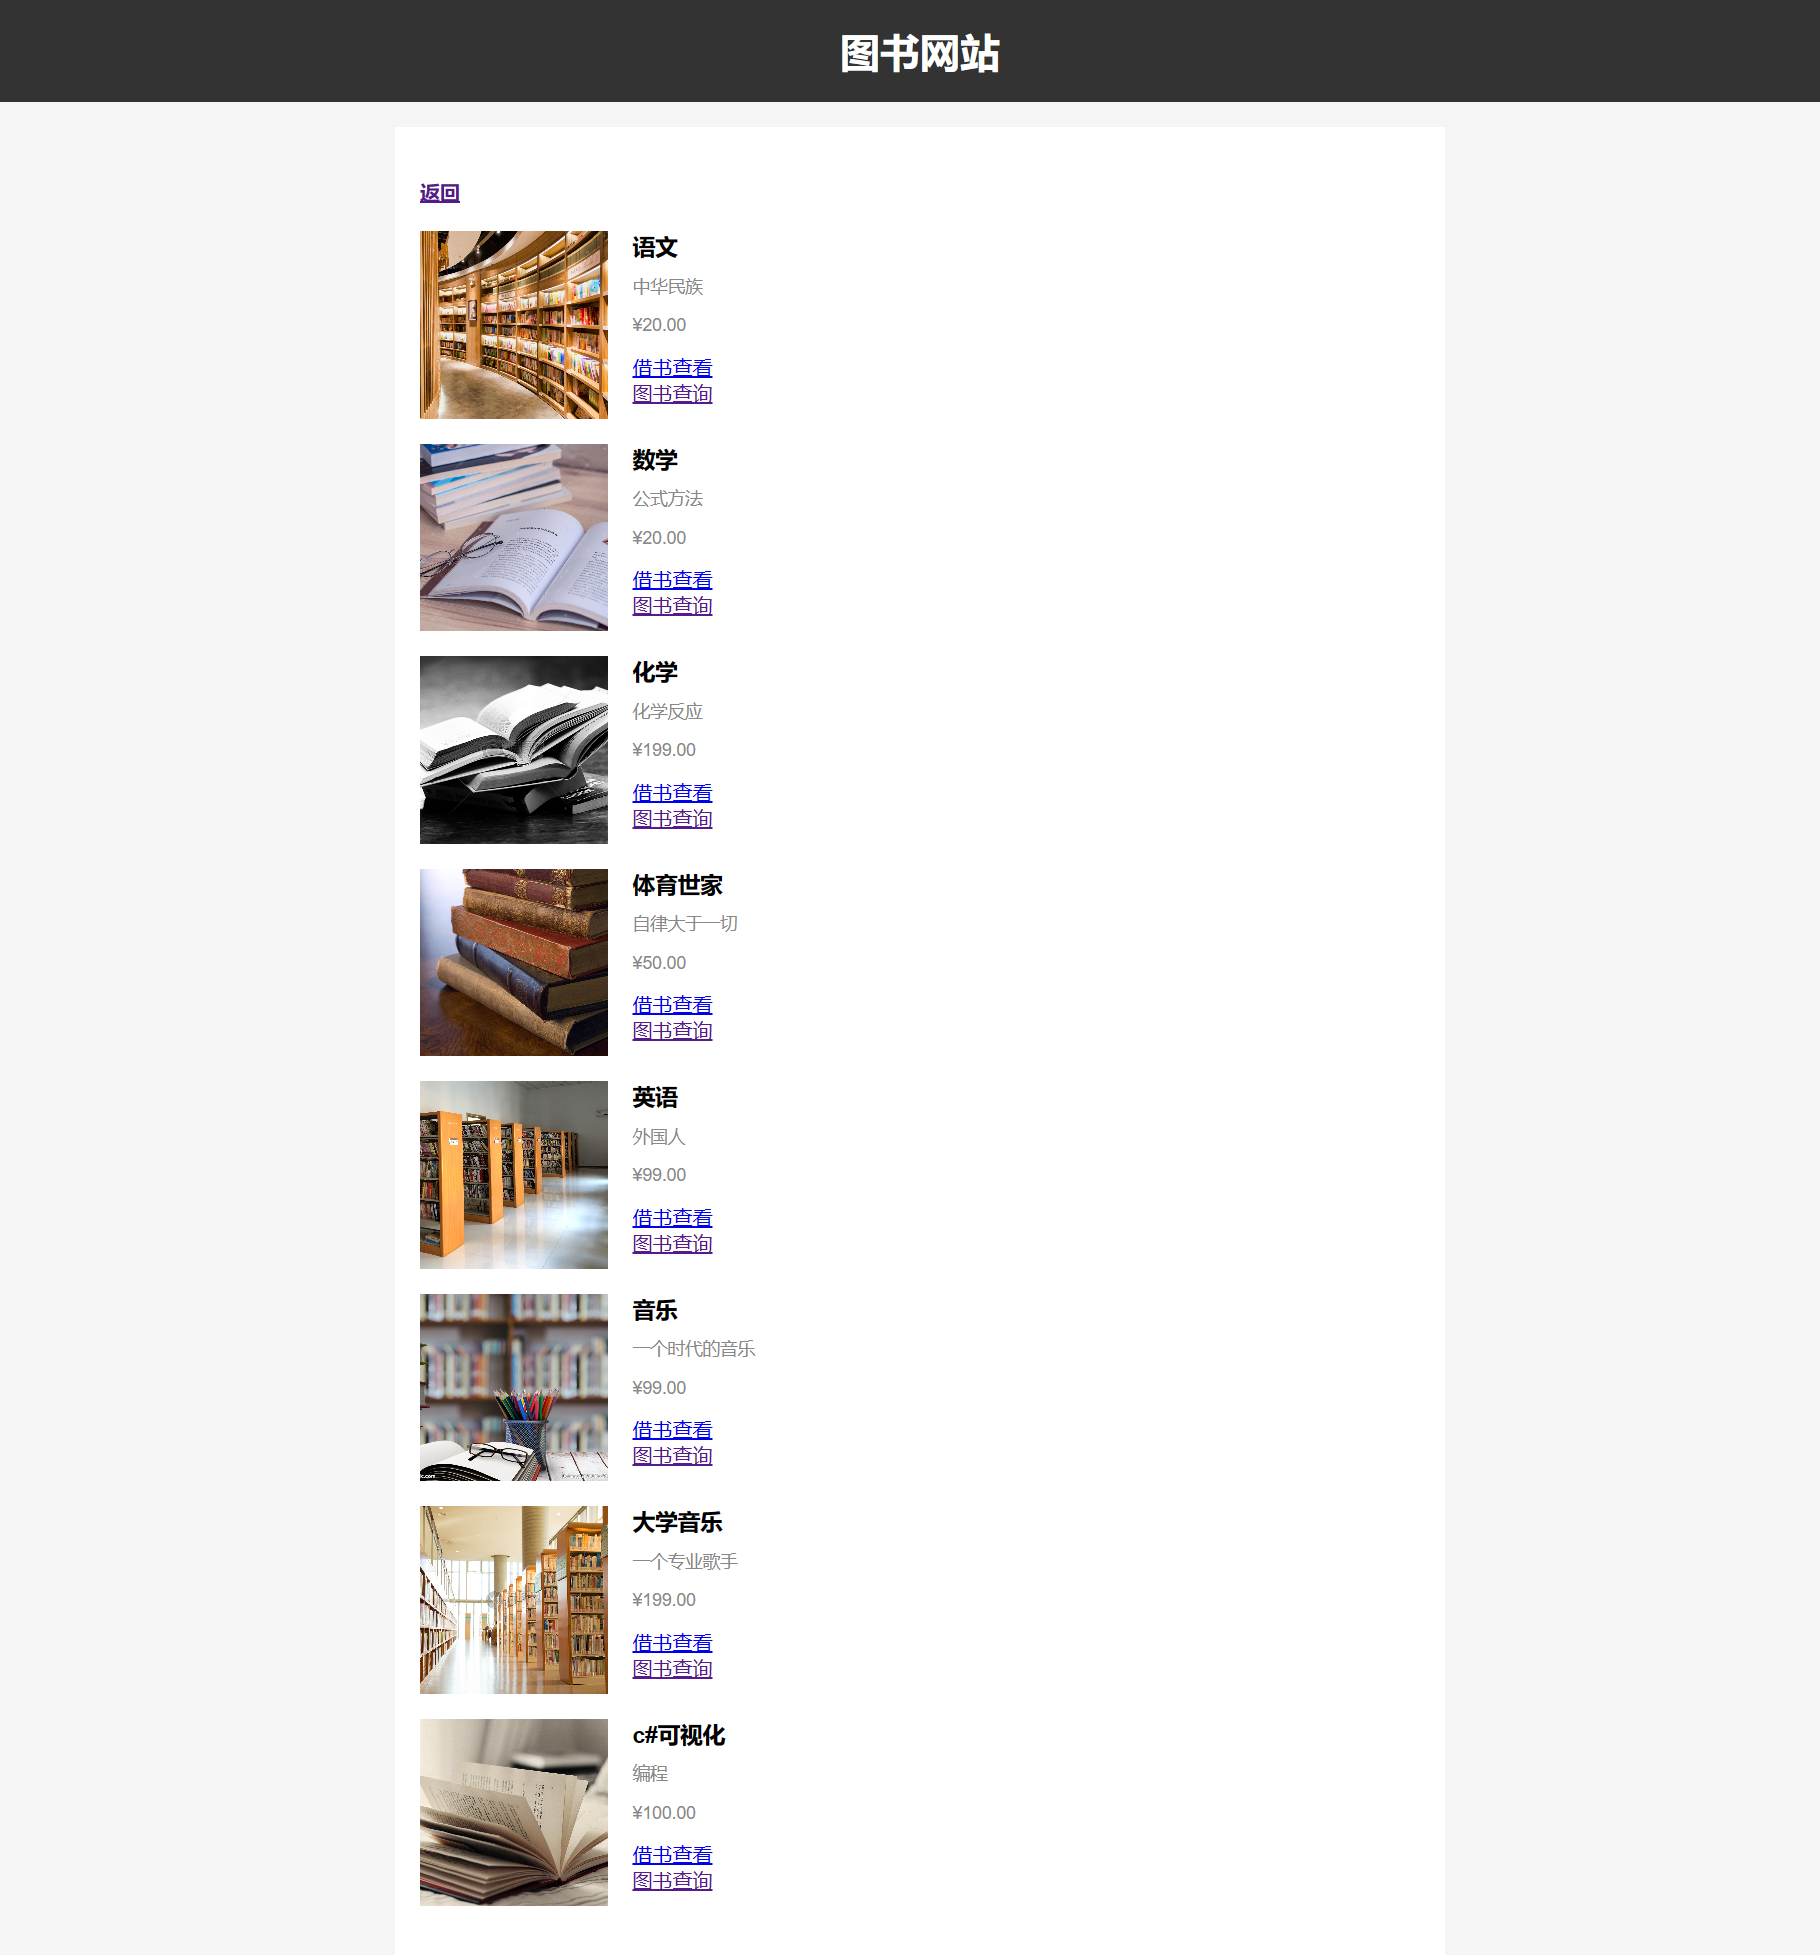 图书网站
返回
语文
中华民族
¥20.00
借书查看
图书查询
数学
公式方法
¥20.00
借书查看
图书查询
化学
化学反应
¥199.00
借书查看
图书查询
体育世家
自律大于一切
¥50.00
借书查看
图书查询
英语
外国人
¥99.00
借书查看
图书查询
音乐
一个时代的音乐
¥99.00
借书查看
图书查询
大学音乐
一个专业歌手
¥199.00
借书查看
图书查询
c#可视化
编程
¥100.00
借书查看
图书查询